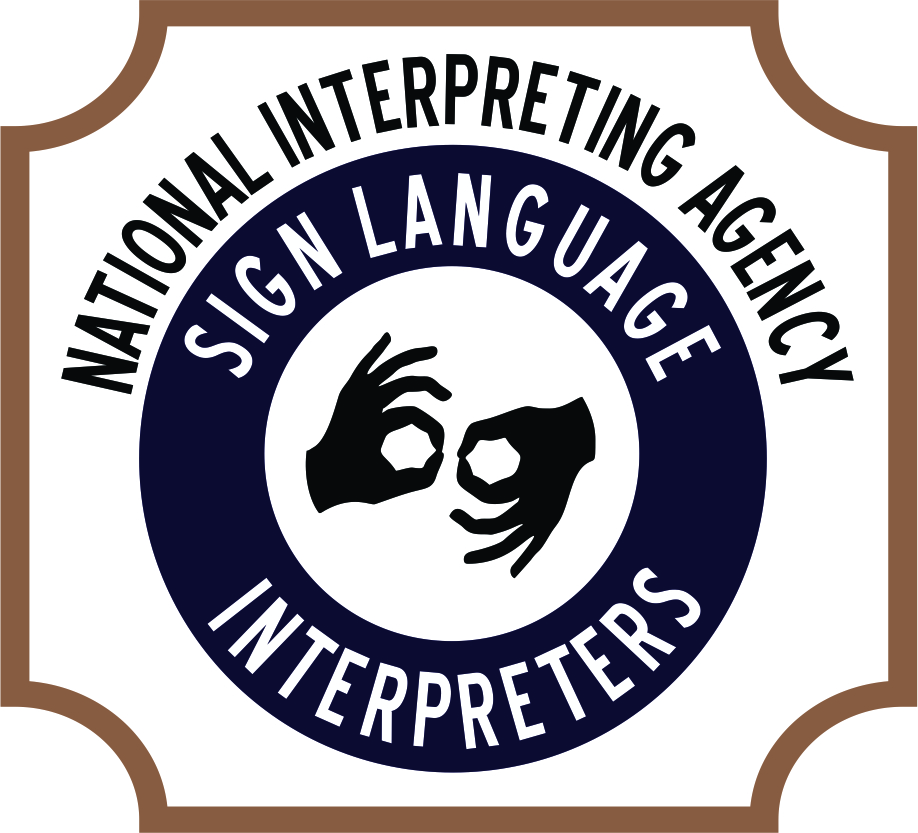 NATIONAL INTERPRETING AGENCY
SIGN LANGUAGE
INTERPRETERS